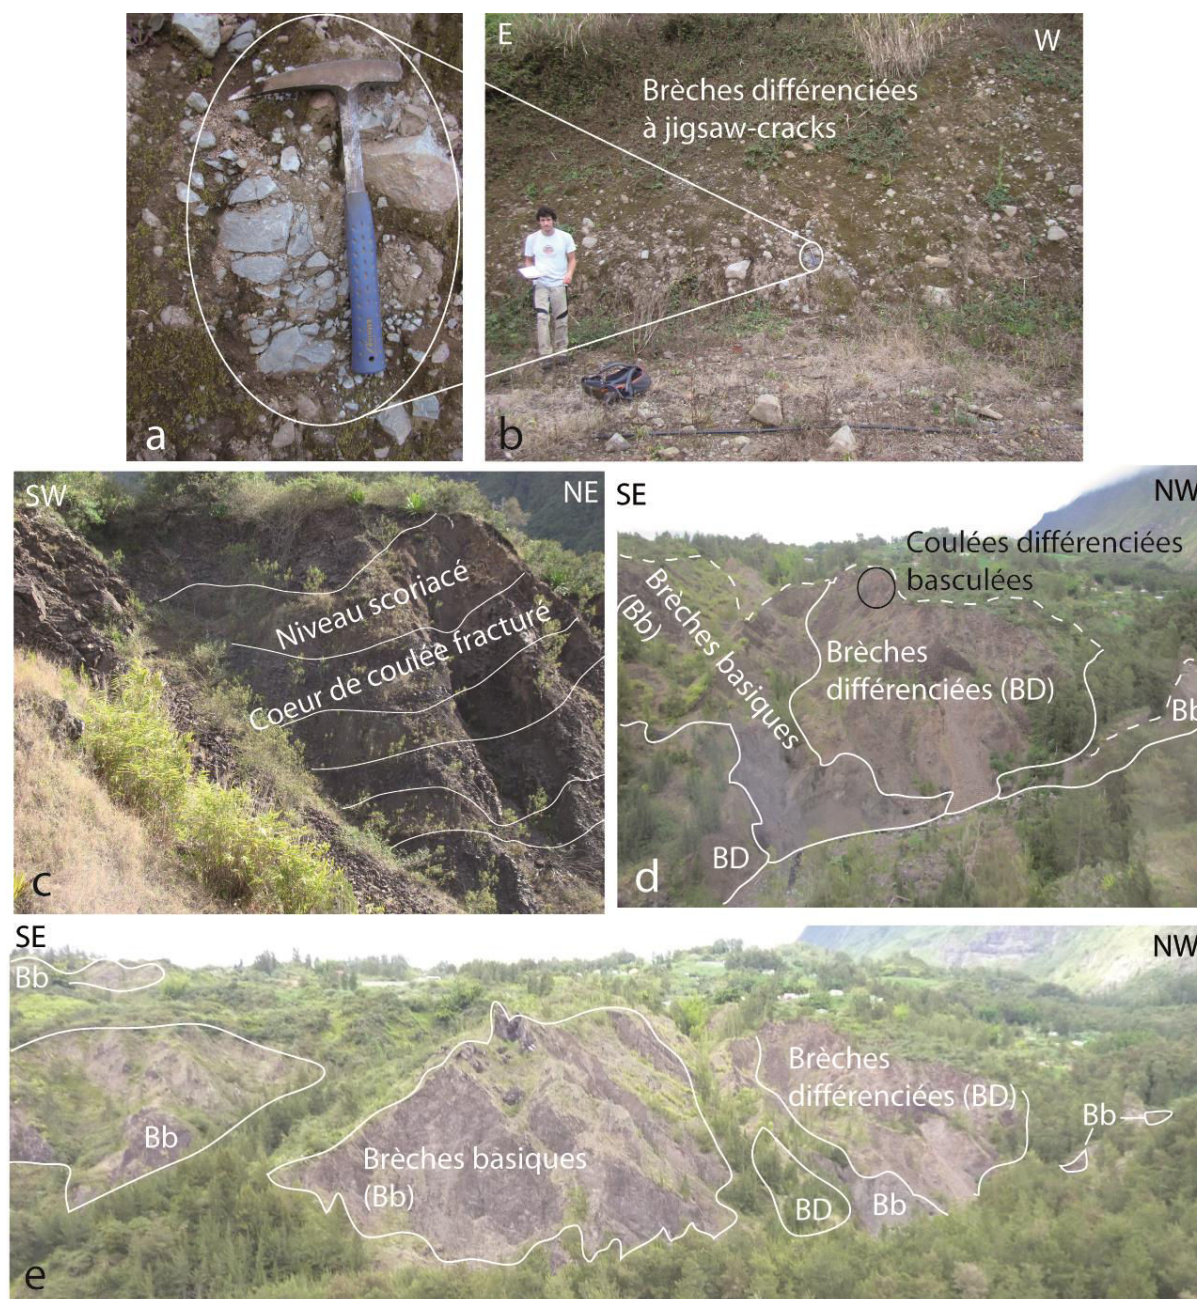 E
W
Brèches différenciées
à jigsaw-cracks
a
b
SW
NE
Niveau scoriacé
Coeur de coulée fracturé
c
SE
NW
Coulées différenciées
basculées
Brèches basiques
(Bb)
Brèches
différenciées (BD)
Bb
BD
d
SE
NW
Bb
Brèches
différenciées (BD)
Bb
Bb
Brèches basiques
(Bb)
BD
Bb
e